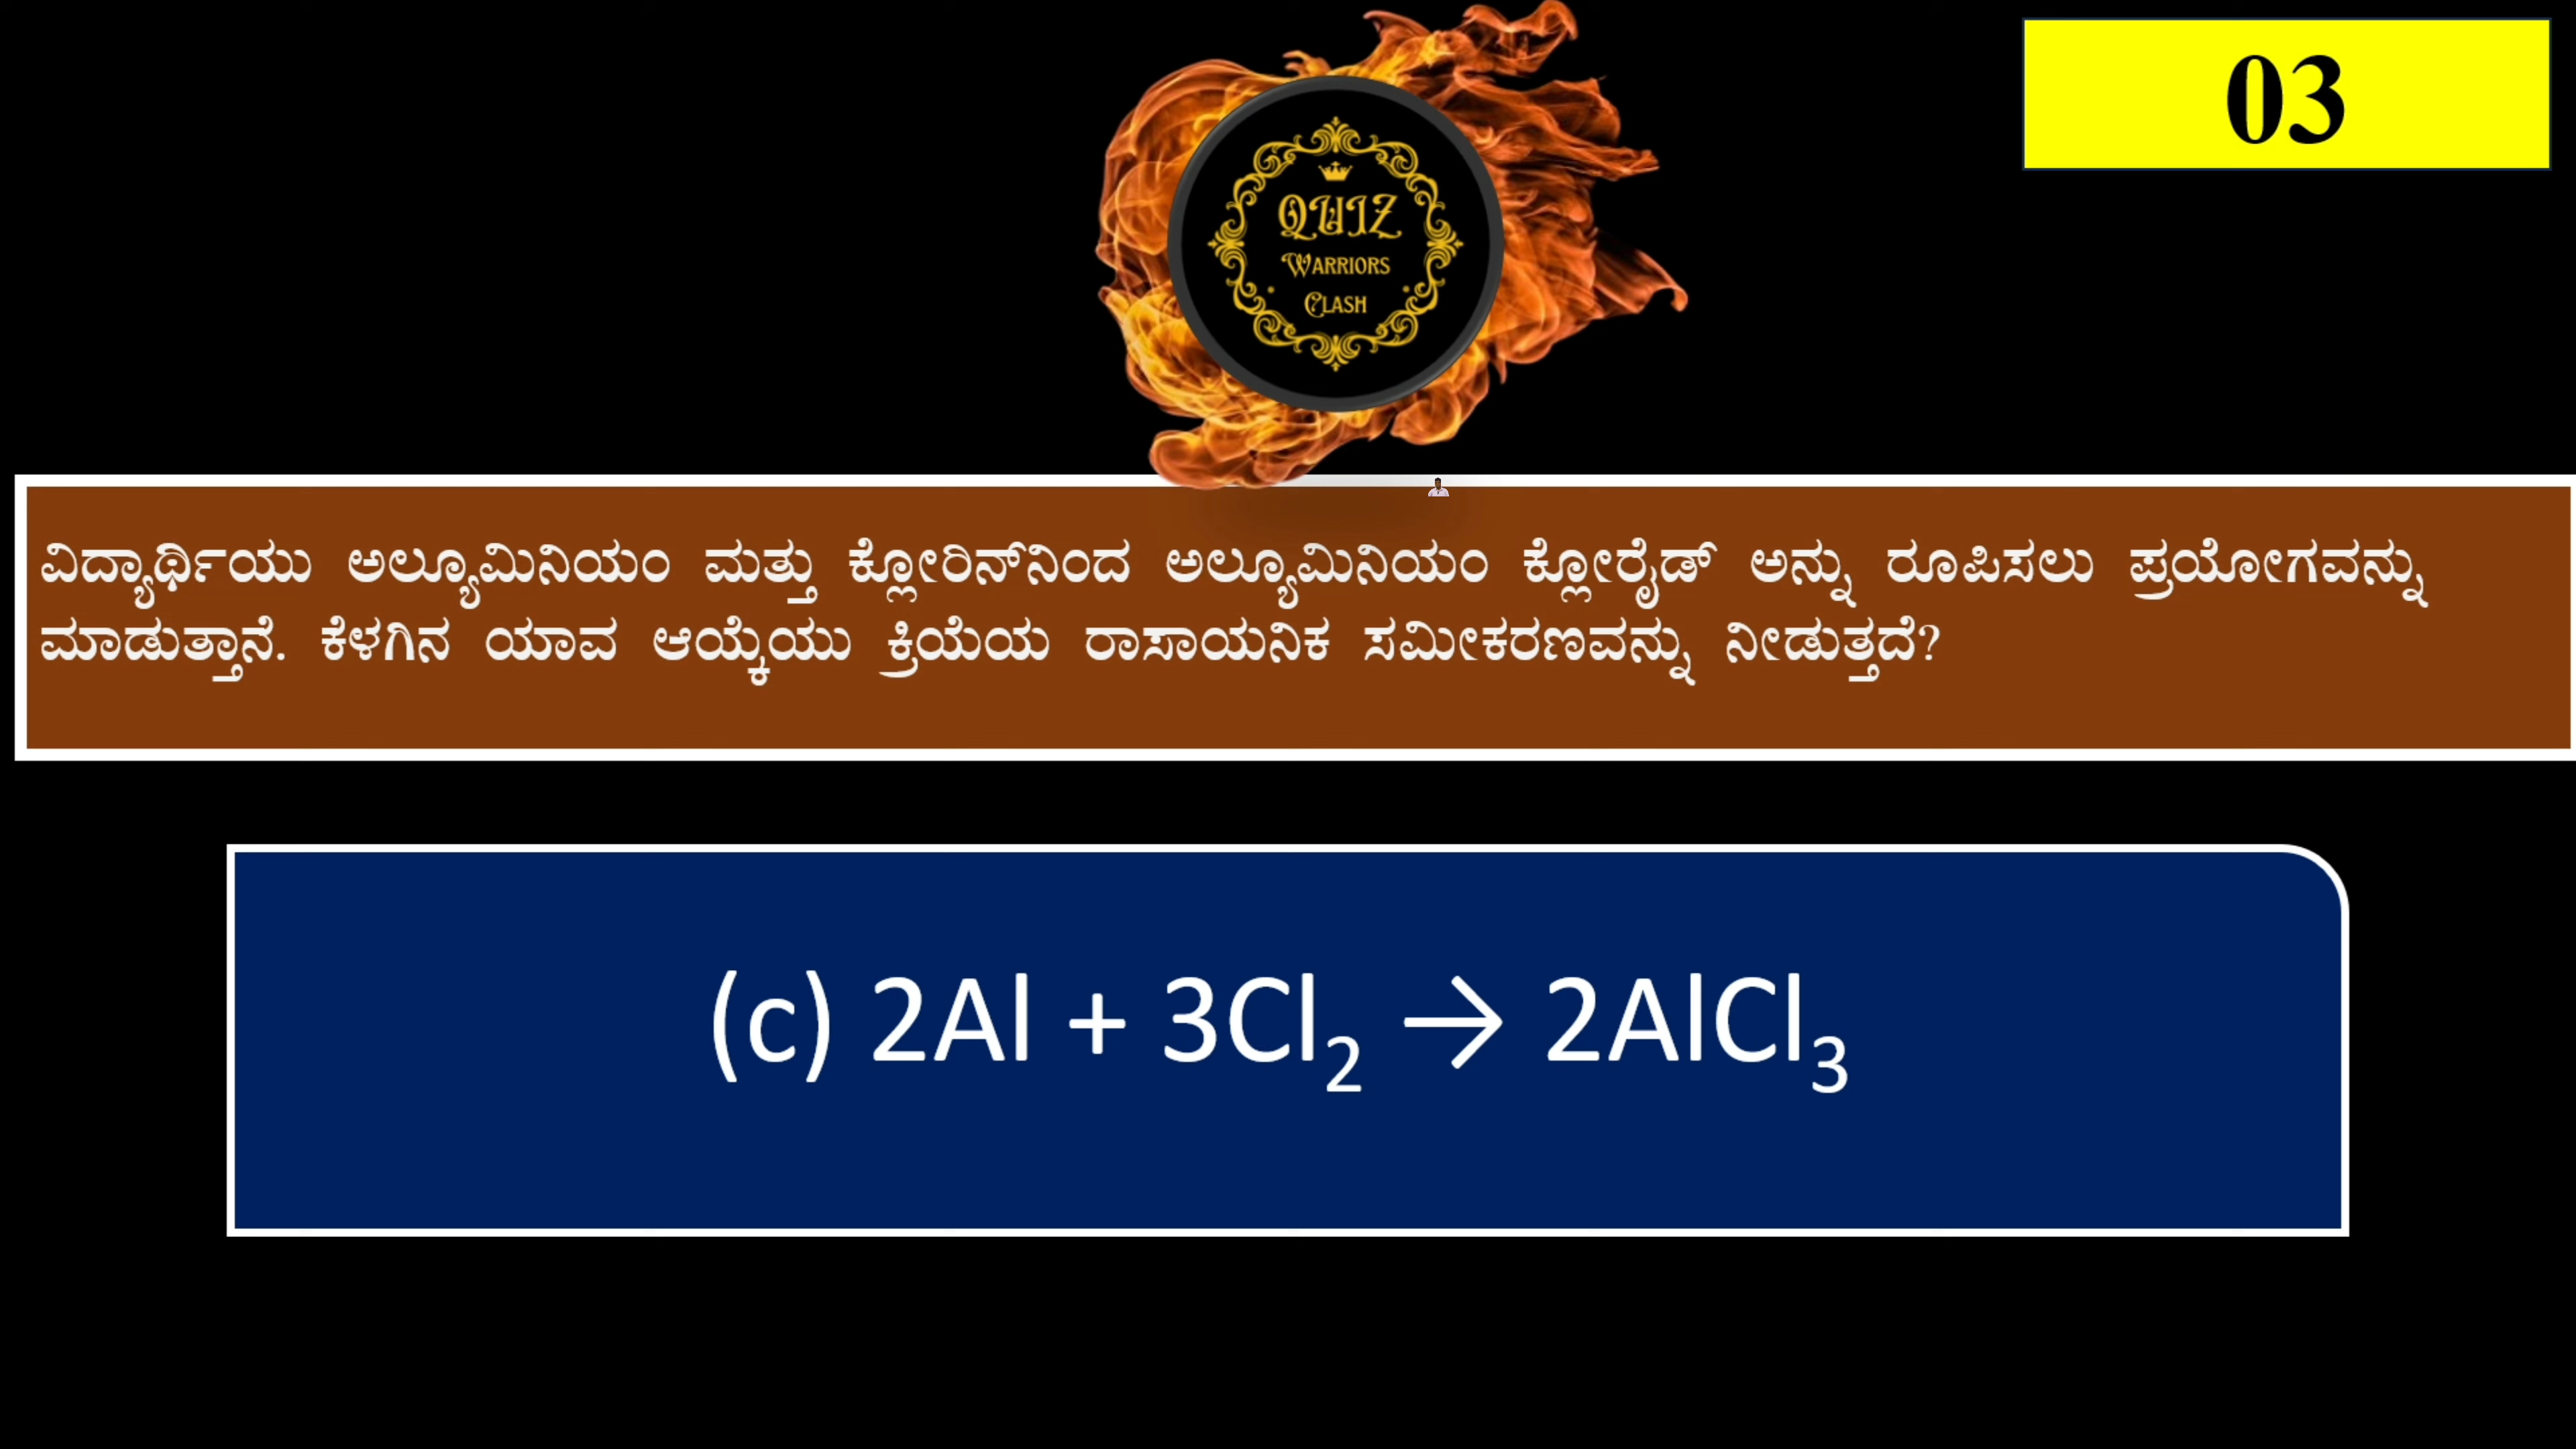 03
QUIZ
WARRIORS
CLASH
ವಿದ್ಯಾರ್ಥಿಯು ಅಲ್ಯೂಮಿನಿಯಂ ಮತ್ತು ಕ್ಲೋರಿನ್‌ನಿಂದ ಅಲ್ಯೂಮಿನಿಯಂ ಕ್ಲೋರೈಡ್ ಅನ್ನು ರೂಪಿಸಲು ಪ್ರಯೋಗವನ್ನು
ಮಾಡುತ್ತಾನೆ. ಕೆಳಗಿನ ಯಾವ ಆಯ್ಕೆಯು ಕ್ರಿಯೆಯ ರಾಸಾಯನಿಕ ಸಮೀಕರಣವನ್ನು ನೀಡುತ್ತದೆ?
(c) 2Al + 3Cl₂ → 2AlCl₃